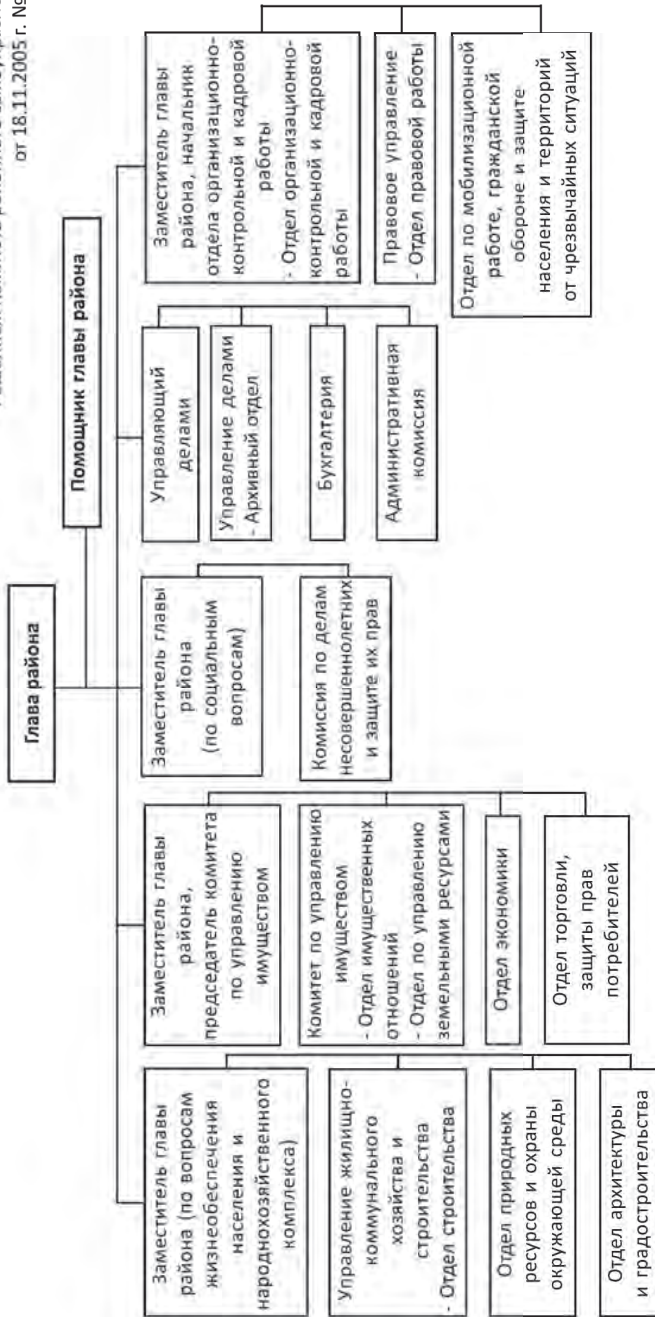 от 18.11.2005 г. №
Глава района
Помощник главы района
Заместитель главы
района (по вопросам
жизнеобеспечения
населения и
народнохозяйственного
комплекса)
Управление жилищно-
коммунального
хозяйства и
строительства
- Отдел строительства
Отдел природных
ресурсов и охраны
окружающей среды
Отдел архитектуры
и градостроительства
Заместитель главы
района,
председатель комитета
по управлению
имуществом
Комитет по управлению
имуществом
- Отдел имущественных
отношений
- Отдел по управлению
земельными ресурсами
Отдел экономики
Отдел торговли,
защиты прав
потребителей
Заместитель главы
района
(по социальным
вопросам)
Комиссия по делам
несовершеннолетних
и защите их прав
Управляющий
делами
Управление делами
- Архивный отдел
Бухгалтерия
Административная
комиссия
Заместитель главы
района, начальник
отдела организационно-
контрольной и кадровой
работы
- Отдел организационно-
контрольной и кадровой
работы
Правовое управление
- Отдел правовой работы
Отдел по мобилизационной
работе, гражданской
обороне и защите
населения и территорий
от чрезвычайных ситуаций